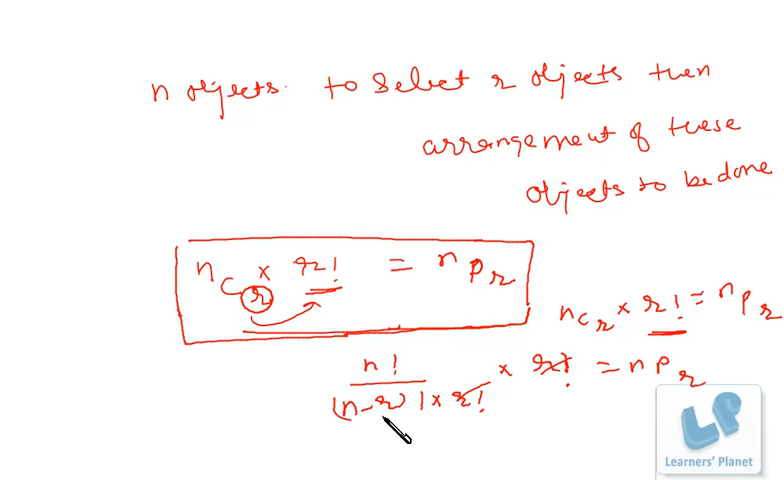 n objects. to select r objects then
arrangement of these
objects to be done
nCr × r! = nPr
nCr × r! = nPr
n!/(n-r)! × r! × r! = nPr
LP
Learners' Planet